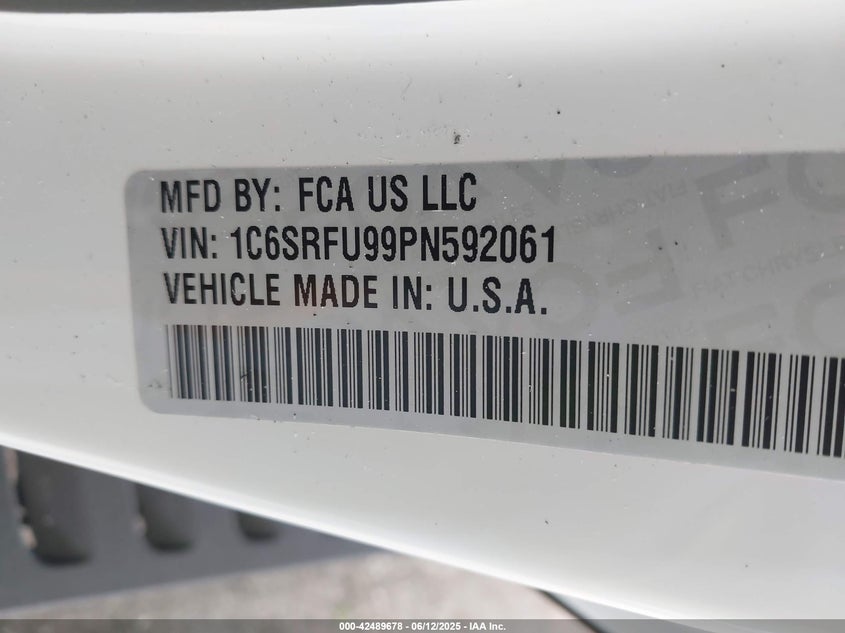 MFD BY: FCA US LLC
VIN: 1C6SRFU99PN592061
VEHICLE MADE IN: U.S.A.
000-42489678 - 06/12/2025 - IAA Inc.